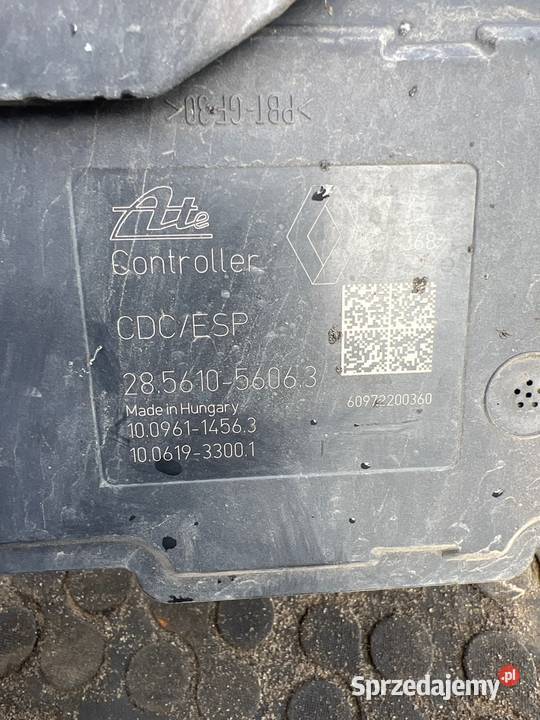 >PBT-GF30<
Ate
Controller
CDC/ESP
28.5610-5606.3
Made in Hungary
60972200360
10.0961-1456.3
10.0619-3300.1
Sprzedajemy.pl